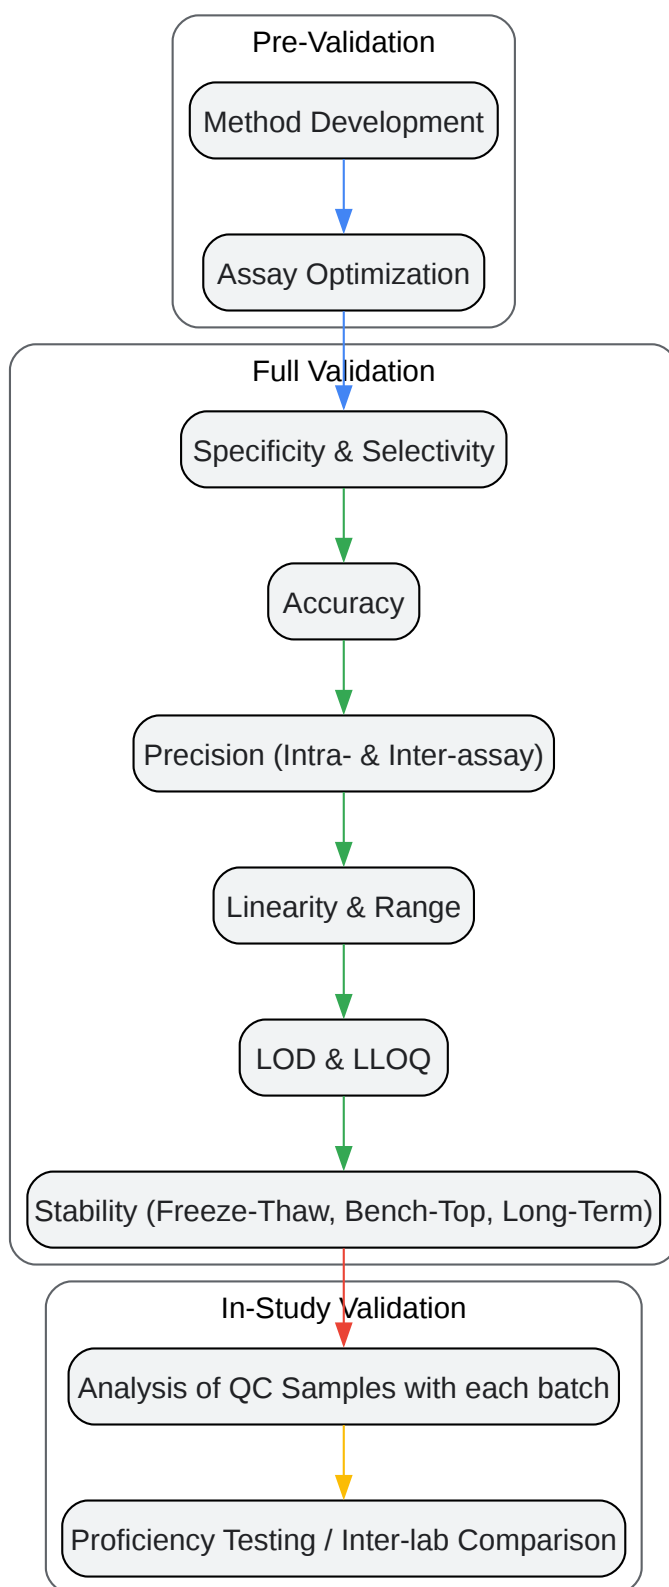 Pre-Validation
Method Development
Assay Optimization
Full Validation
Specificity & Selectivity
Accuracy
Precision (Intra- & Inter-assay)
Linearity & Range
LOD & LLOQ
Stability (Freeze-Thaw, Bench-Top, Long-Term)
In-Study Validation
Analysis of QC Samples with each batch
Proficiency Testing / Inter-lab Comparison